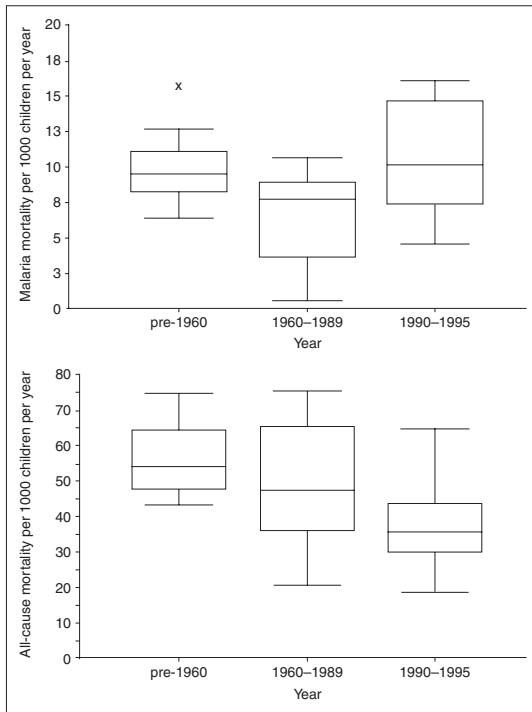 Malaria mortality per 1000 children per year
20
18
15
13
10
8
5
3
0
x
pre-1960 1960–1989 1990–1995
Year
All-cause mortality per 1000 children per year
80
70
60
50
40
30
20
10
0
pre-1960 1960–1989 1990–1995
Year